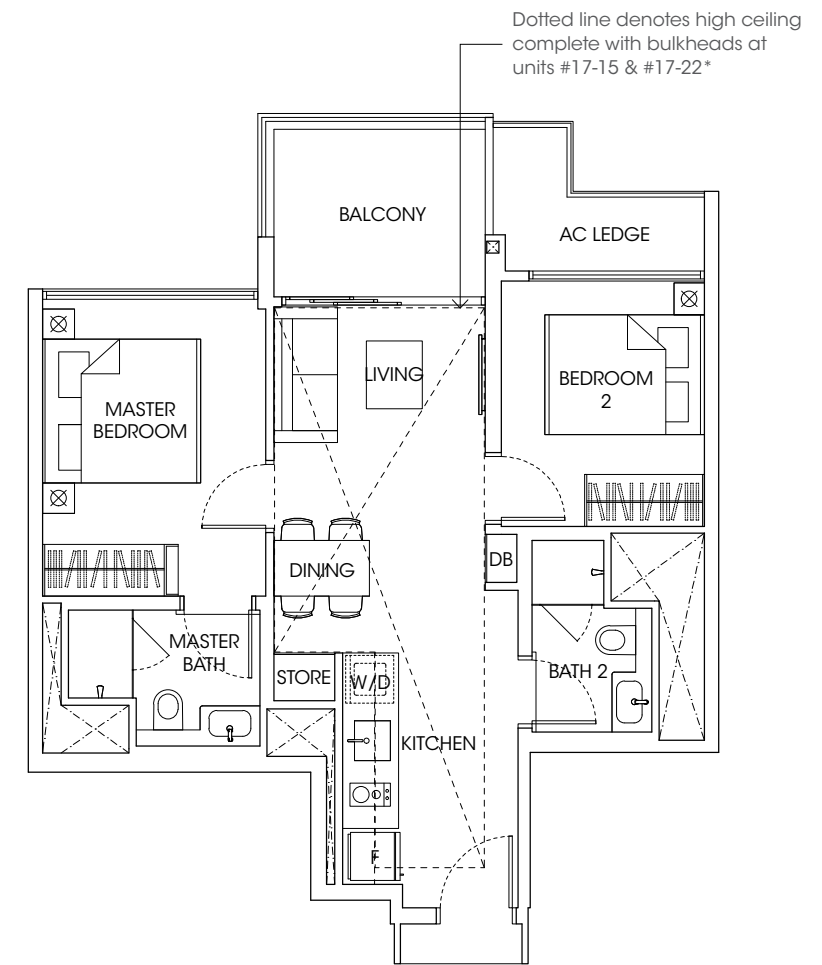 Dotted line denotes high ceiling
complete with bulkheads at
units #17-15 & #17-22*
BALCONY
AC LEDGE
LIVING
BEDROOM
2
MASTER
BEDROOM
DINING
DB
MASTER
BATH
BATH 2
STORE
W/D
KITCHEN
F